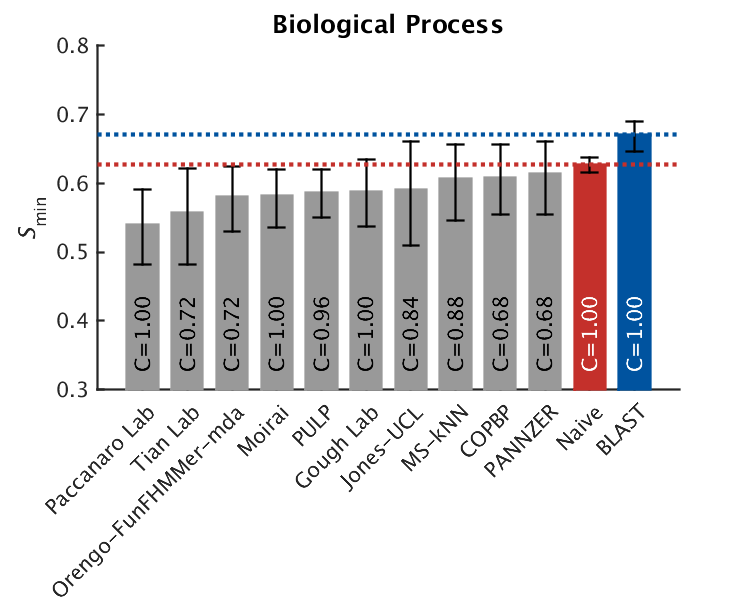 Biological Process
0.8
0.7
0.6
0.5
0.4
0.3
Smin
C=1.00
C=0.72
C=0.72
C=1.00
C=0.96
C=1.00
C=0.84
C=0.88
C=0.68
C=0.68
C=1.00
C=1.00
Paccanaro Lab
Tian Lab
Orengo-FunFHMMer-mda
Moirai
PULP
Gough Lab
Jones-UCL
MS-kNN
COPBP
PANNZER
Naive
BLAST